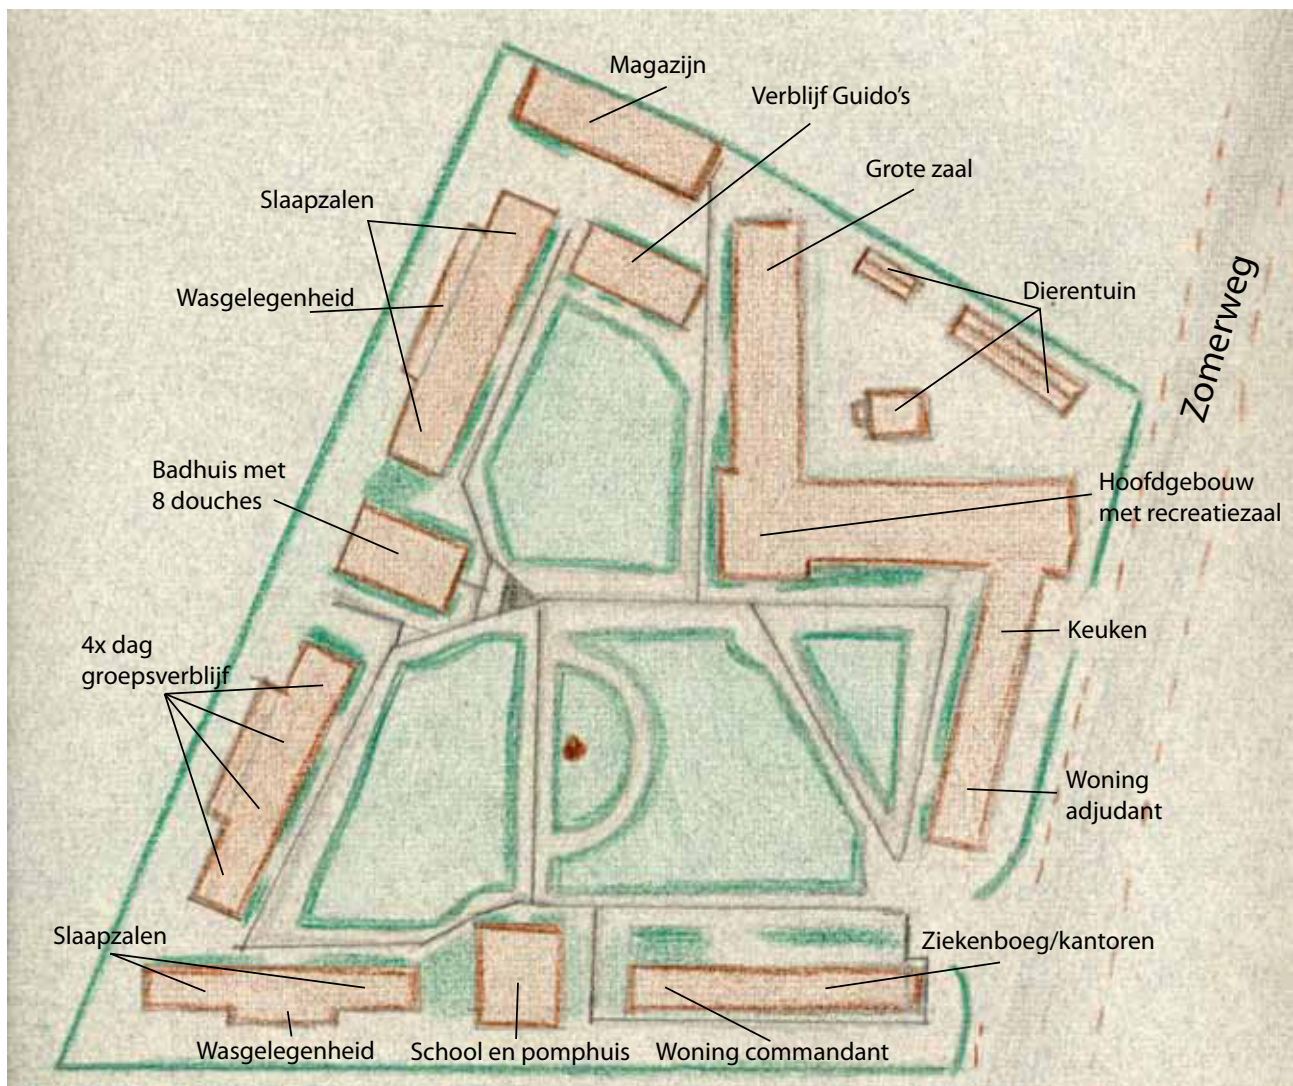 Magazijn
Verblijf Guido's
Grote zaal
Slaapzalen
Wasgelegenheid
Dierentuin
Zomerweg
Badhuis met
8 douches
Hoofdgebouw
met recreatiezaal
Keuken
4x dag
groepsverblijf
Woning
adjudant
Slaapzalen
Ziekenboeg/kantoren
Wasgelegenheid
School en pomphuis
Woning commandant